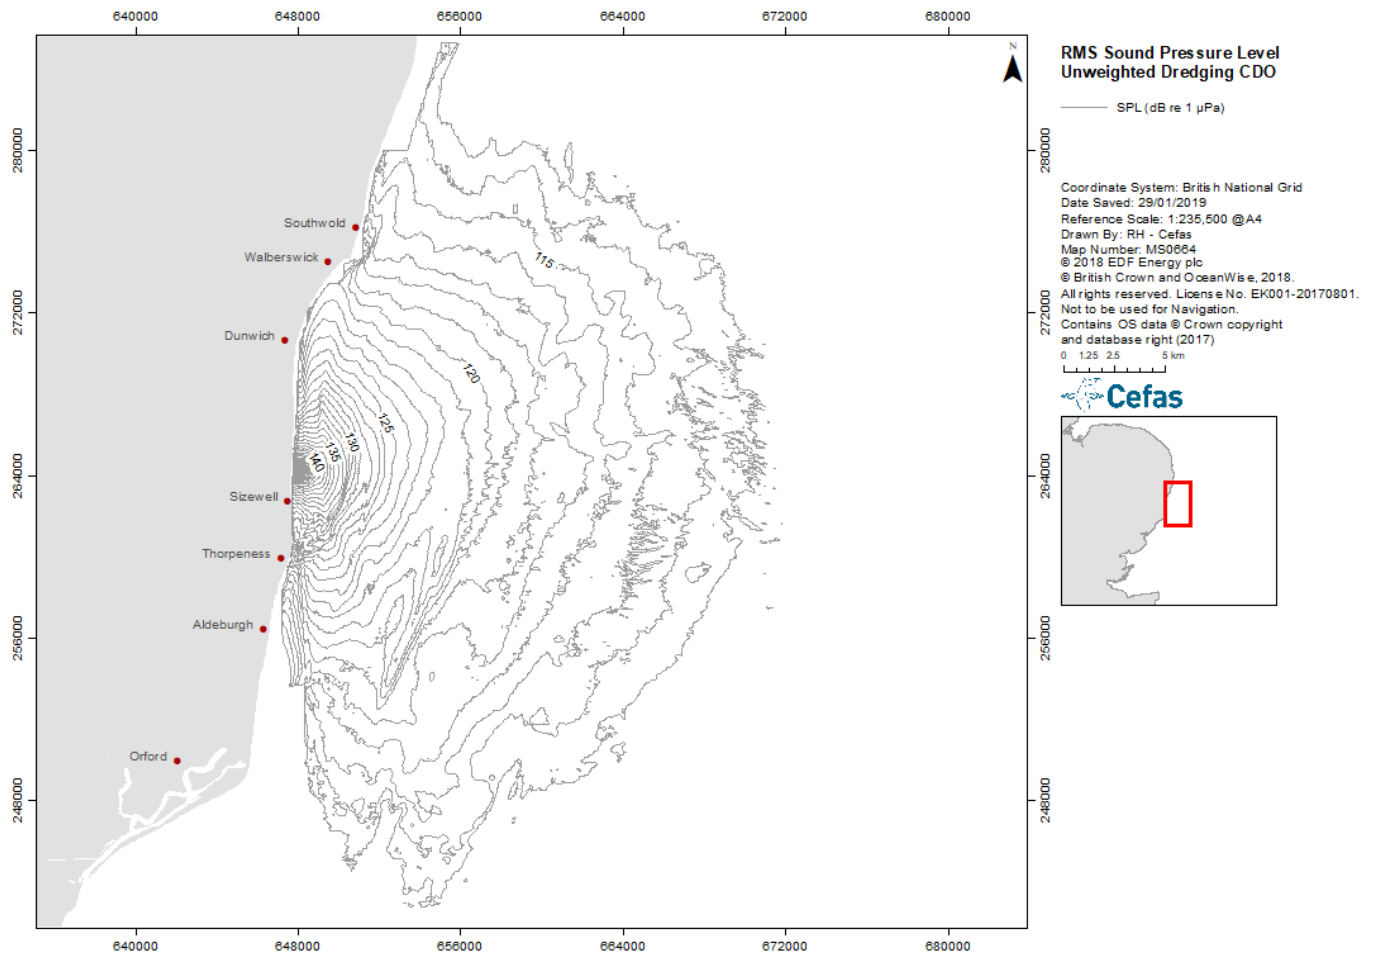 640000 648000 656000 664000 672000 680000
N
RMS Sound Pressure Level
Unweighted Dredging CDO
SPL (dB re 1 µPa)
280000
280000
Coordinate System: British National Grid
Date Saved: 29/01/2019
Reference Scale: 1:235,500 @A4
Drawn By: RH - Cefas
Map Number: MS0664
© 2018 EDF Energy plc
© British Crown and OceanWise, 2018.
All rights reserved. License No. EK001-20170801.
Not to be used for Navigation.
Contains OS data © Crown copyright
and database right (2017)
0 1.25 2.5 5 km
Cefas
Southwold
Walberswick
115
272000
272000
Dunwich
120
125
130
135
140
264000
264000
Sizewell
Thorpeness
Aldeburgh
256000
256000
Orford
248000
248000
640000 648000 656000 664000 672000 680000